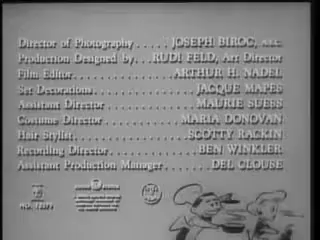 Director of Photography . . . . . JOSEPH BIROC, A.S.C.
Production Designed by. . . RUDI FELD, Art Director
Film Editor. . . . . . . . . . . . . . . ARTHUR H. NADEL
Set Decorations. . . . . . . . . . . . . . . JACQUE MAPES
Assistant Director . . . . . . . . . . . . MAURIE SUESS
Costume Director. . . . . . . . . . . MARIA DONOVAN
Hair Stylist. . . . . . . . . . . . . . . . SCOTTY RACKIN
Recording Director. . . . . . . . . . . . . BEN WINKLER
Assistant Production Manager. . . . . . . DEL CLOUSE